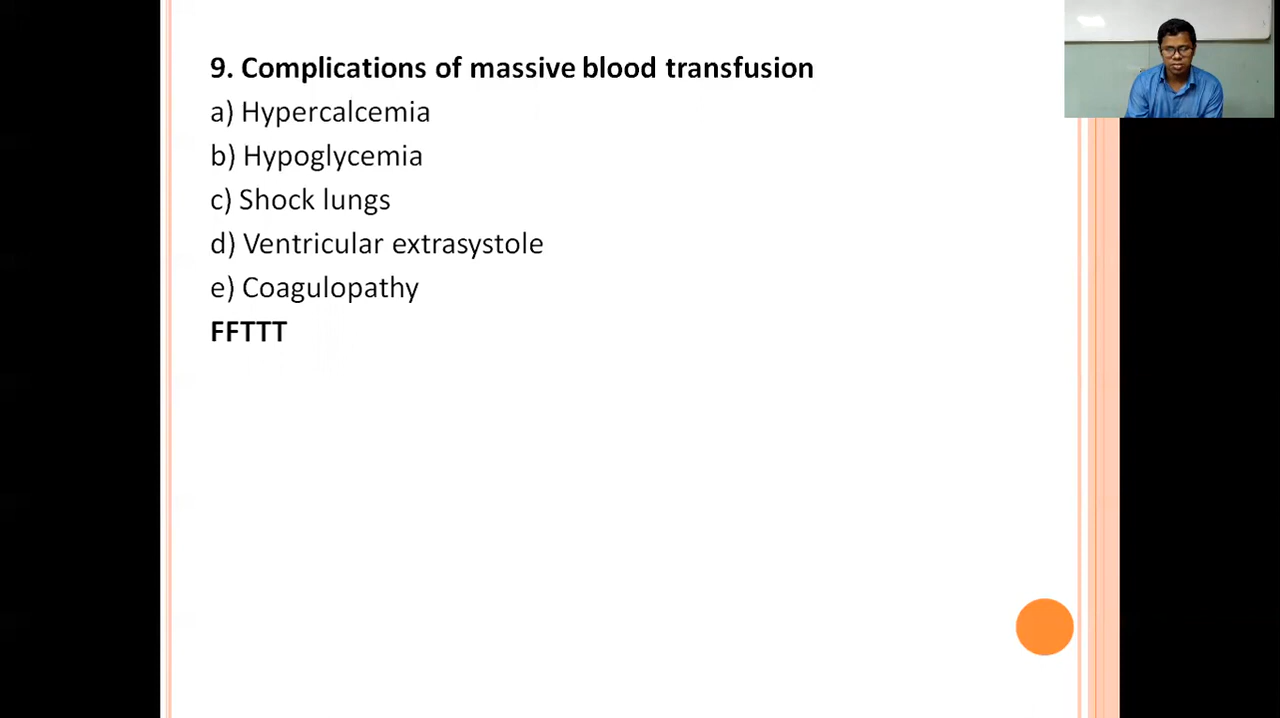 9. Complications of massive blood transfusion
a) Hypercalcemia
b) Hypoglycemia
c) Shock lungs
d) Ventricular extrasystole
e) Coagulopathy
FFTTT